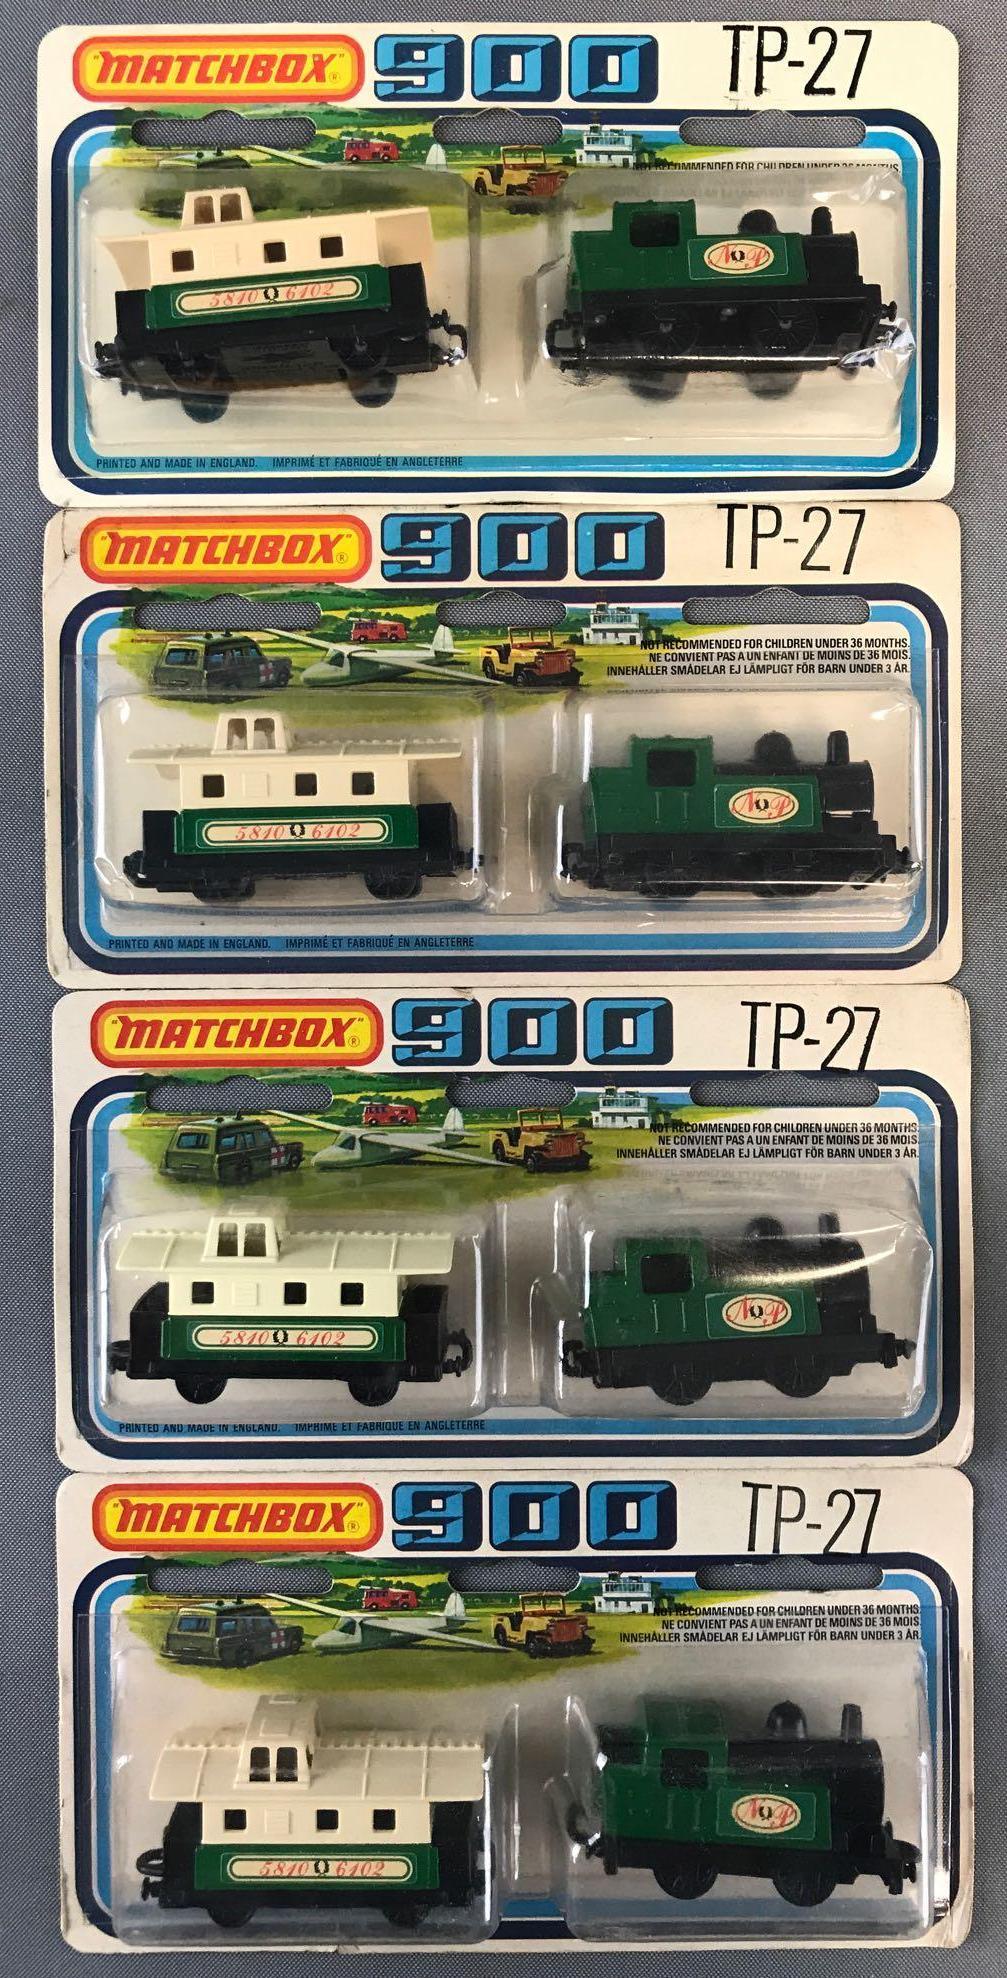 "MATCHBOX"® 900 TP-27
NOT RECOMMENDED FOR CHILDREN UNDER 36 MONTHS.
5810 6102
N P
PRINTED AND MADE IN ENGLAND. IMPRIMÉ ET FABRIQUÉ EN ANGLETERRE
"MATCHBOX"® 900 TP-27
NOT RECOMMENDED FOR CHILDREN UNDER 36 MONTHS.
NE CONVIENT PAS A UN ENFANT DE MOINS DE 36 MOIS.
INNEHÅLLER SMÅDELAR EJ LÄMPLIGT FÖR BARN UNDER 3 ÅR.
5810 6102
N P
PRINTED AND MADE IN ENGLAND. IMPRIMÉ ET FABRIQUÉ EN ANGLETERRE
"MATCHBOX"® 900 TP-27
NOT RECOMMENDED FOR CHILDREN UNDER 36 MONTHS.
NE CONVIENT PAS A UN ENFANT DE MOINS DE 36 MOIS.
INNEHÅLLER SMÅDELAR EJ LÄMPLIGT FÖR BARN UNDER 3 ÅR.
5810 6102
N P
PRINTED AND MADE IN ENGLAND. IMPRIMÉ ET FABRIQUÉ EN ANGLETERRE
"MATCHBOX"® 900 TP-27
NOT RECOMMENDED FOR CHILDREN UNDER 36 MONTHS.
NE CONVIENT PAS A UN ENFANT DE MOINS DE 36 MOIS.
INNEHÅLLER SMÅDELAR EJ LÄMPLIGT FÖR BARN UNDER 3 ÅR.
5810 6102
N P